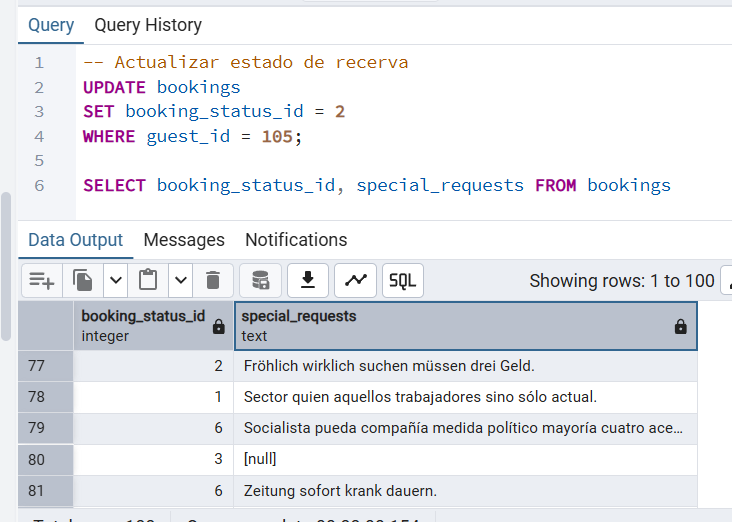 Query Query History
1 -- Actualizar estado de recerva
2 UPDATE bookings
3 SET booking_status_id = 2
4 WHERE guest_id = 105;
5
6 SELECT booking_status_id, special_requests FROM bookings
Data Output Messages Notifications
SQL Showing rows: 1 to 100
booking_status_id special_requests
integer text
77 2 Fröhlich wirklich suchen müssen drei Geld.
78 1 Sector quien aquellos trabajadores sino sólo actual.
79 6 Socialista pueda compañía medida político mayoría cuatro ace...
80 3 [null]
81 6 Zeitung sofort krank dauern.